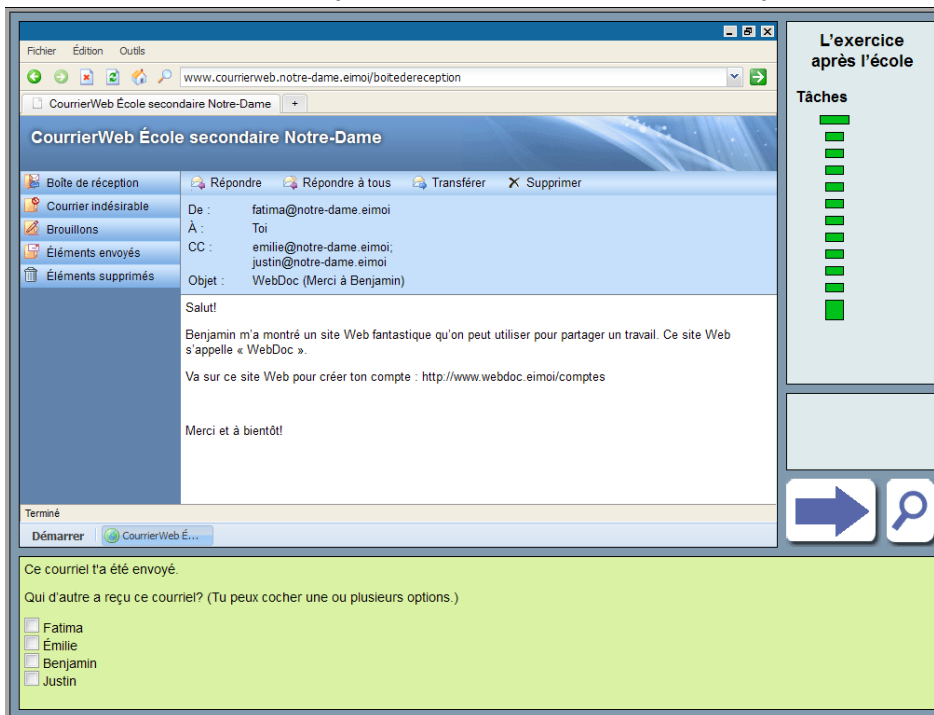 Fichier Édition Outils
www.courrierweb.notre-dame.eimoi/boitedereception
CourrierWeb École secondaire Notre-Dame +
CourrierWeb École secondaire Notre-Dame
Boîte de réception
Courrier indésirable
Brouillons
Éléments envoyés
Éléments supprimés
Répondre Répondre à tous Transférer Supprimer
De : fatima@notre-dame.eimoi
À : Toi
CC : emilie@notre-dame.eimoi;
justin@notre-dame.eimoi
Objet : WebDoc (Merci à Benjamin)
Salut!
Benjamin m'a montré un site Web fantastique qu'on peut utiliser pour partager un travail. Ce site Web
s'appelle « WebDoc ».
Va sur ce site Web pour créer ton compte : http://www.webdoc.eimoi/comptes
Merci et à bientôt!
Terminé
Démarrer CourrierWeb É...
L'exercice
après l'école
Tâches
Ce courriel t'a été envoyé.
Qui d'autre a reçu ce courriel? (Tu peux cocher une ou plusieurs options.)
Fatima
Émilie
Benjamin
Justin